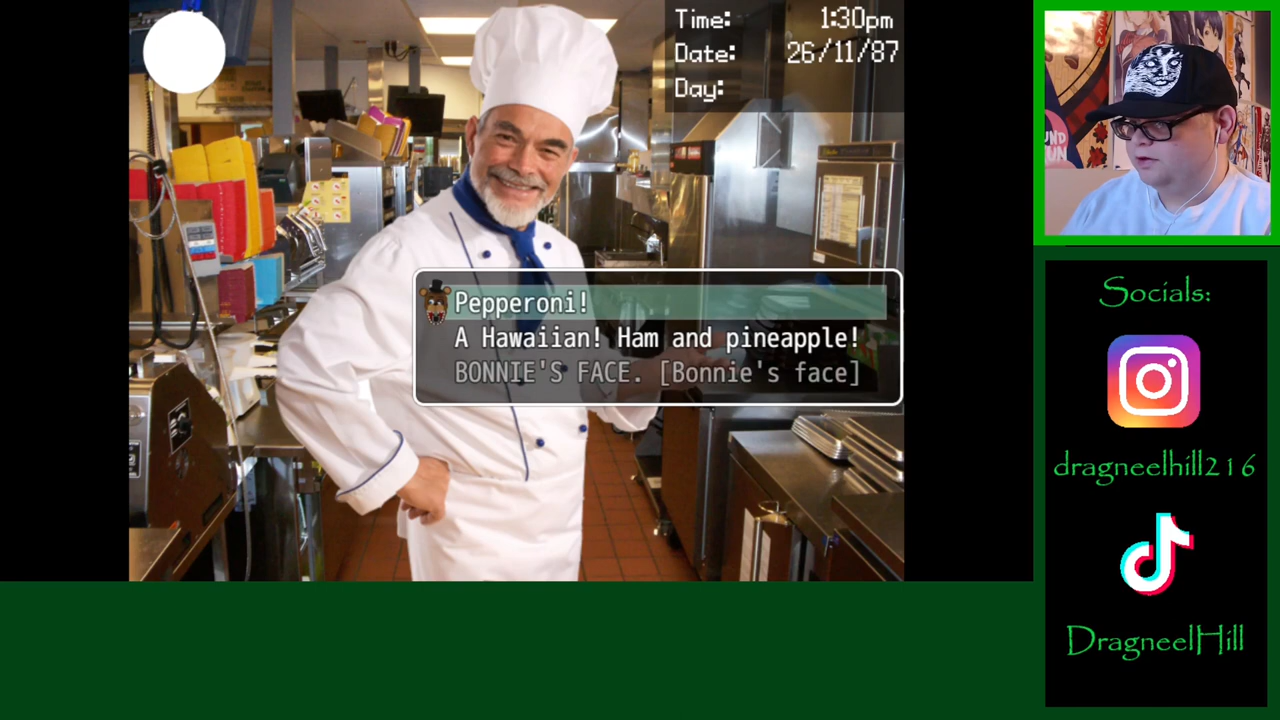 Time: 1:30pm
Date: 26/11/87
Day:
Pepperoni!
A Hawaiian! Ham and pineapple!
BONNIE'S FACE. [Bonnie's face]
Socials:
dragneelhill216
DragneelHill